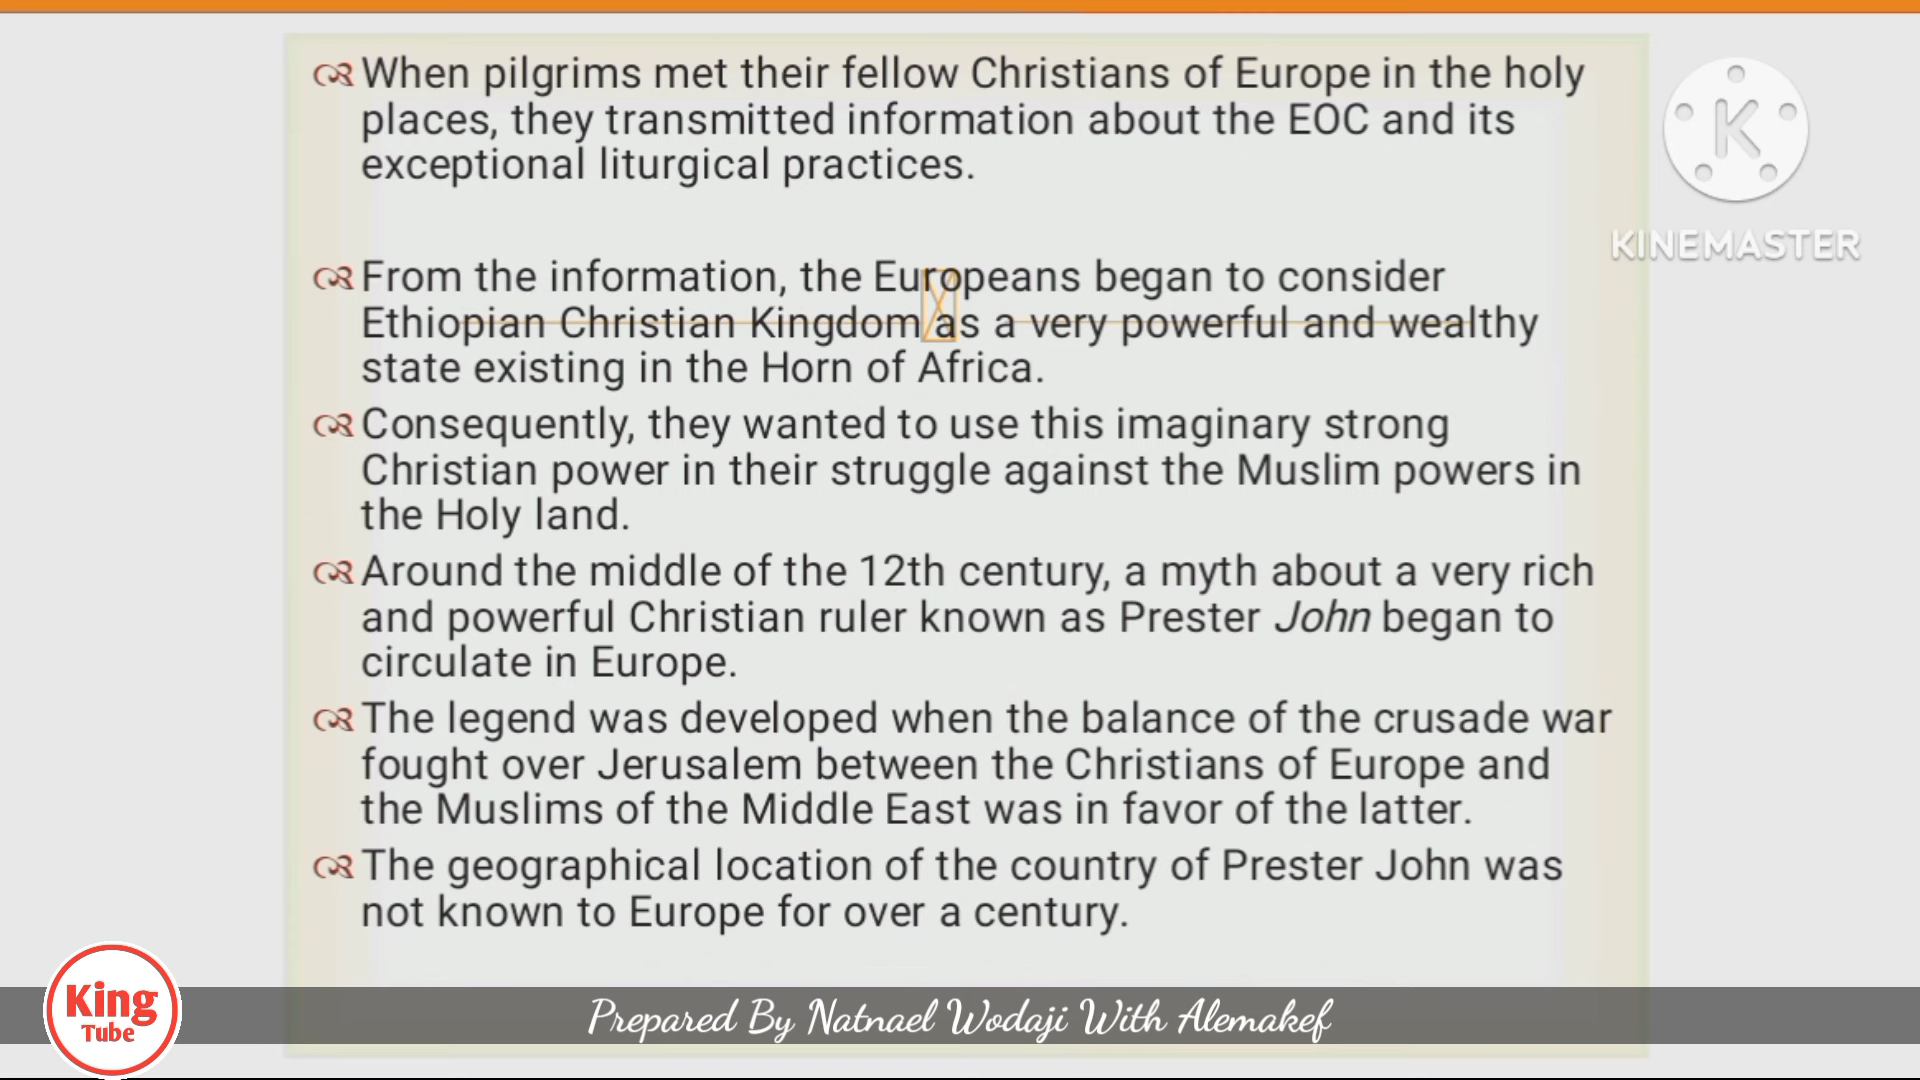 When pilgrims met their fellow Christians of Europe in the holy
places, they transmitted information about the EOC and its
exceptional liturgical practices.
From the information, the Europeans began to consider
Ethiopian Christian Kingdom as a very powerful and wealthy
state existing in the Horn of Africa.
Consequently, they wanted to use this imaginary strong
Christian power in their struggle against the Muslim powers in
the Holy land.
Around the middle of the 12th century, a myth about a very rich
and powerful Christian ruler known as Prester John began to
circulate in Europe.
The legend was developed when the balance of the crusade war
fought over Jerusalem between the Christians of Europe and
the Muslims of the Middle East was in favor of the latter.
The geographical location of the country of Prester John was
not known to Europe for over a century.
K
KINEMASTER
King
Tube
Prepared By Natnael Wodaji With Alemakef